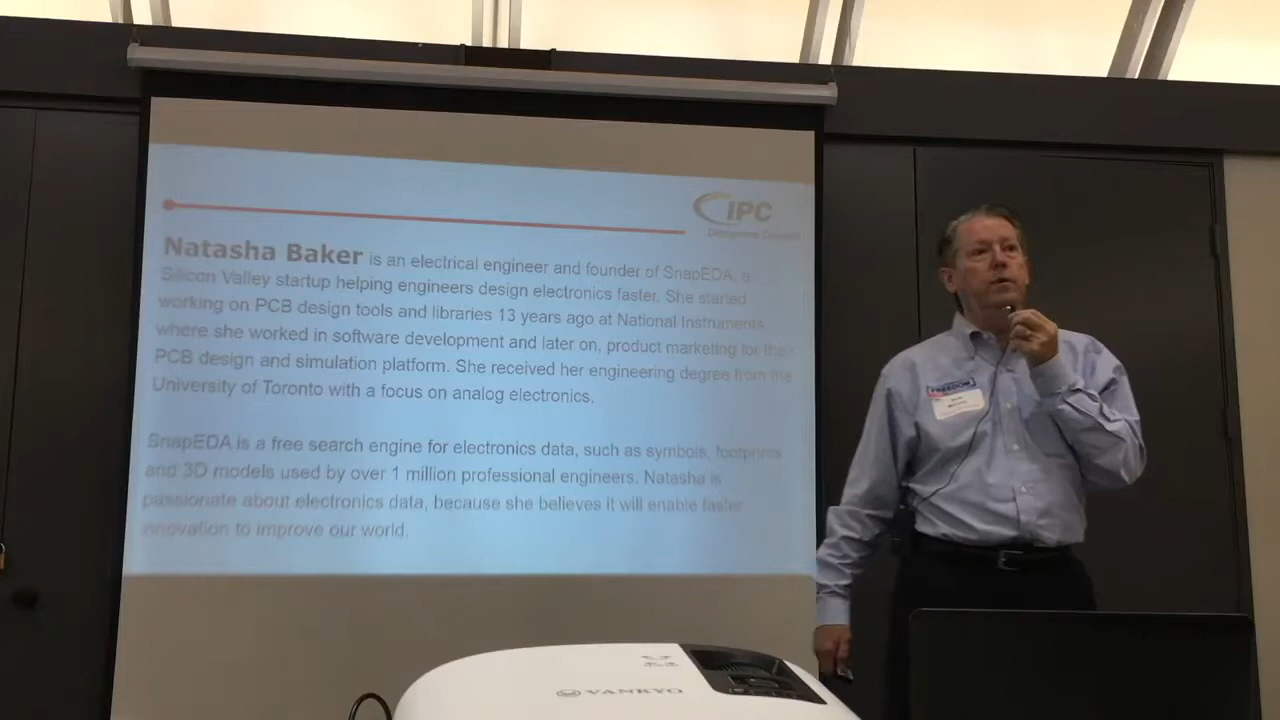 IPC
Designers Council
Natasha Baker is an electrical engineer and founder of SnapEDA, a
Silicon Valley startup helping engineers design electronics faster. She started
working on PCB design tools and libraries 13 years ago at National Instruments
where she worked in software development and later on, product marketing for their
PCB design and simulation platform. She received her engineering degree from the
University of Toronto with a focus on analog electronics.
SnapEDA is a free search engine for electronics data, such as symbols, footprints
and 3D models used by over 1 million professional engineers. Natasha is
passionate about electronics data, because she believes it will enable faster
innovation to improve our world.
FREEDOM
VANKYO